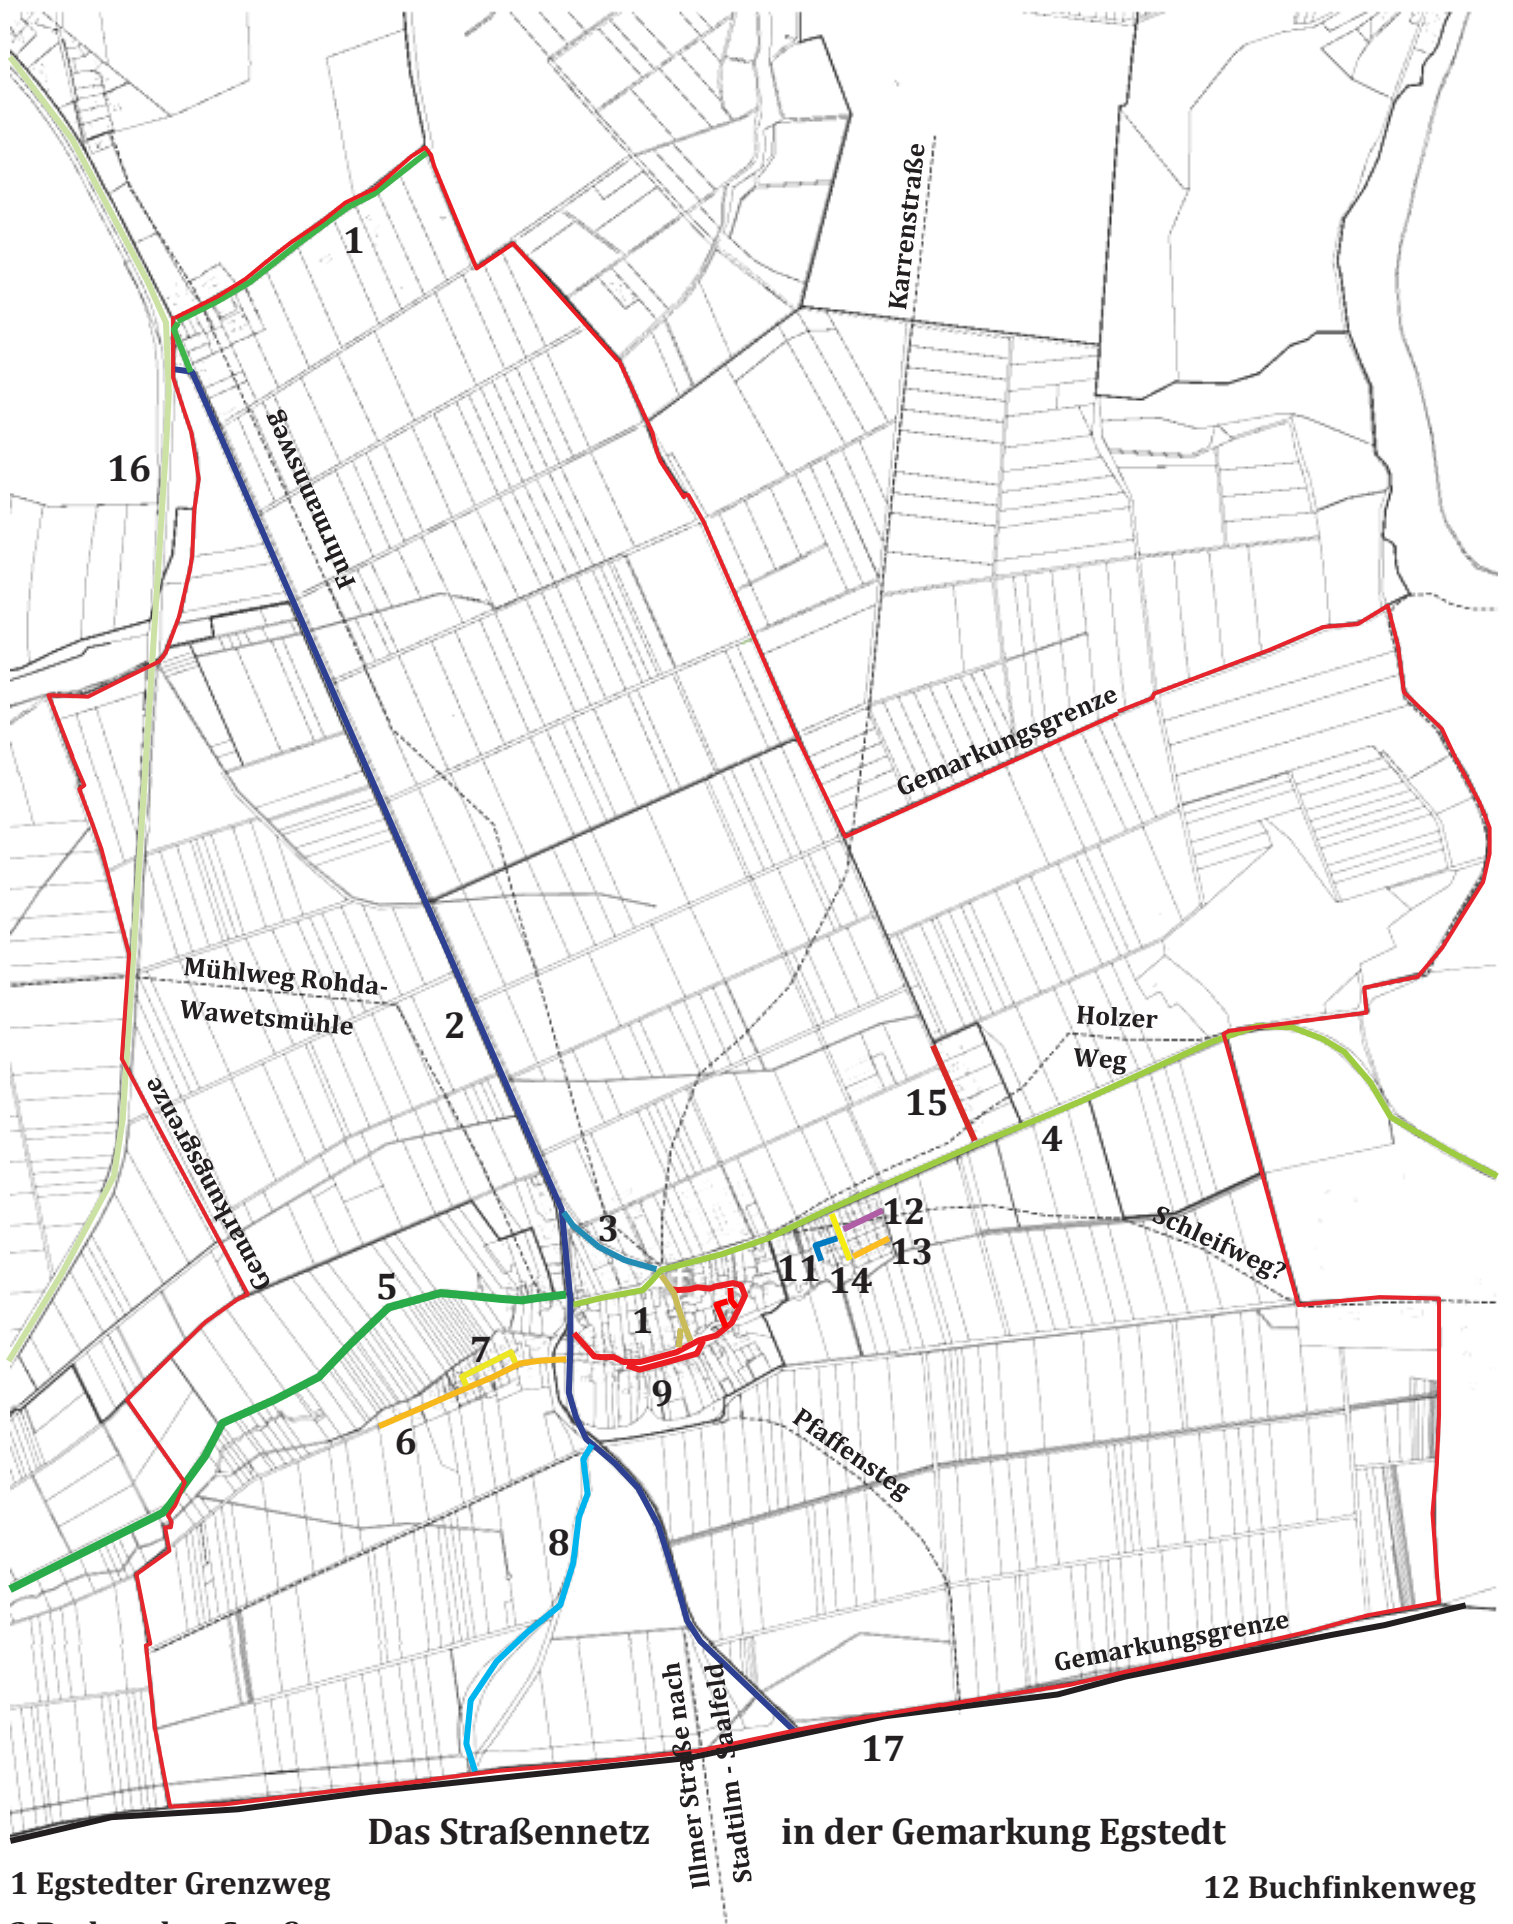 Karrenstraße
1
Fuhrmannsweg
16
Gemarkungsgrenze
Mühlweg Rohda-
Wawetsmühle
2
Holzer
Weg
15
4
Gemarkungsgrenze
3
12
Schleifweg?
13
11
14
5
1
7
9
6
Pfaffensteg
8
Gemarkungsgrenze
17
Illmer Straße nach
Stadtilm - Saalfeld
Das Straßennetz in der Gemarkung Egstedt
1 Egstedter Grenzweg
12 Buchfinkenweg